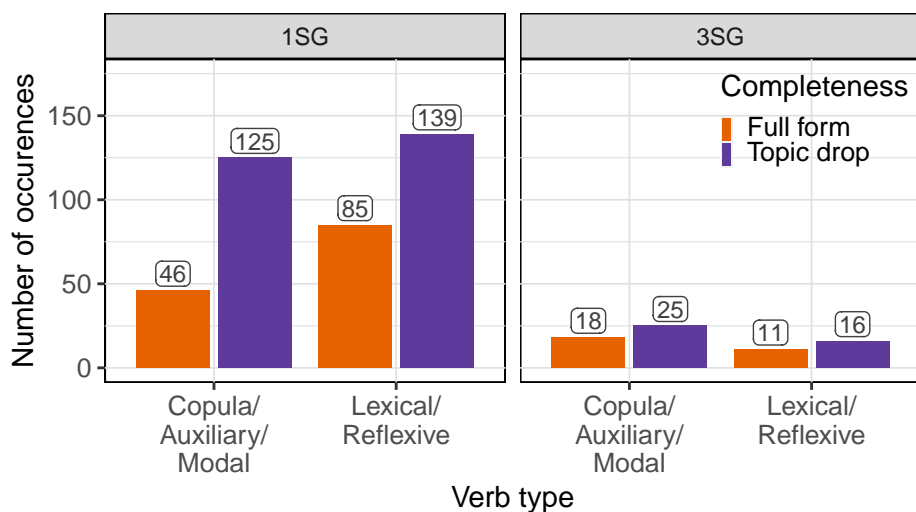 1SG
3SG
Number of occurences
150
100
50
0
46
125
85
139
18
25
11
16
Completeness
Full form
Topic drop
Copula/
Auxiliary/
Modal
Lexical/
Reflexive
Copula/
Auxiliary/
Modal
Lexical/
Reflexive
Verb type